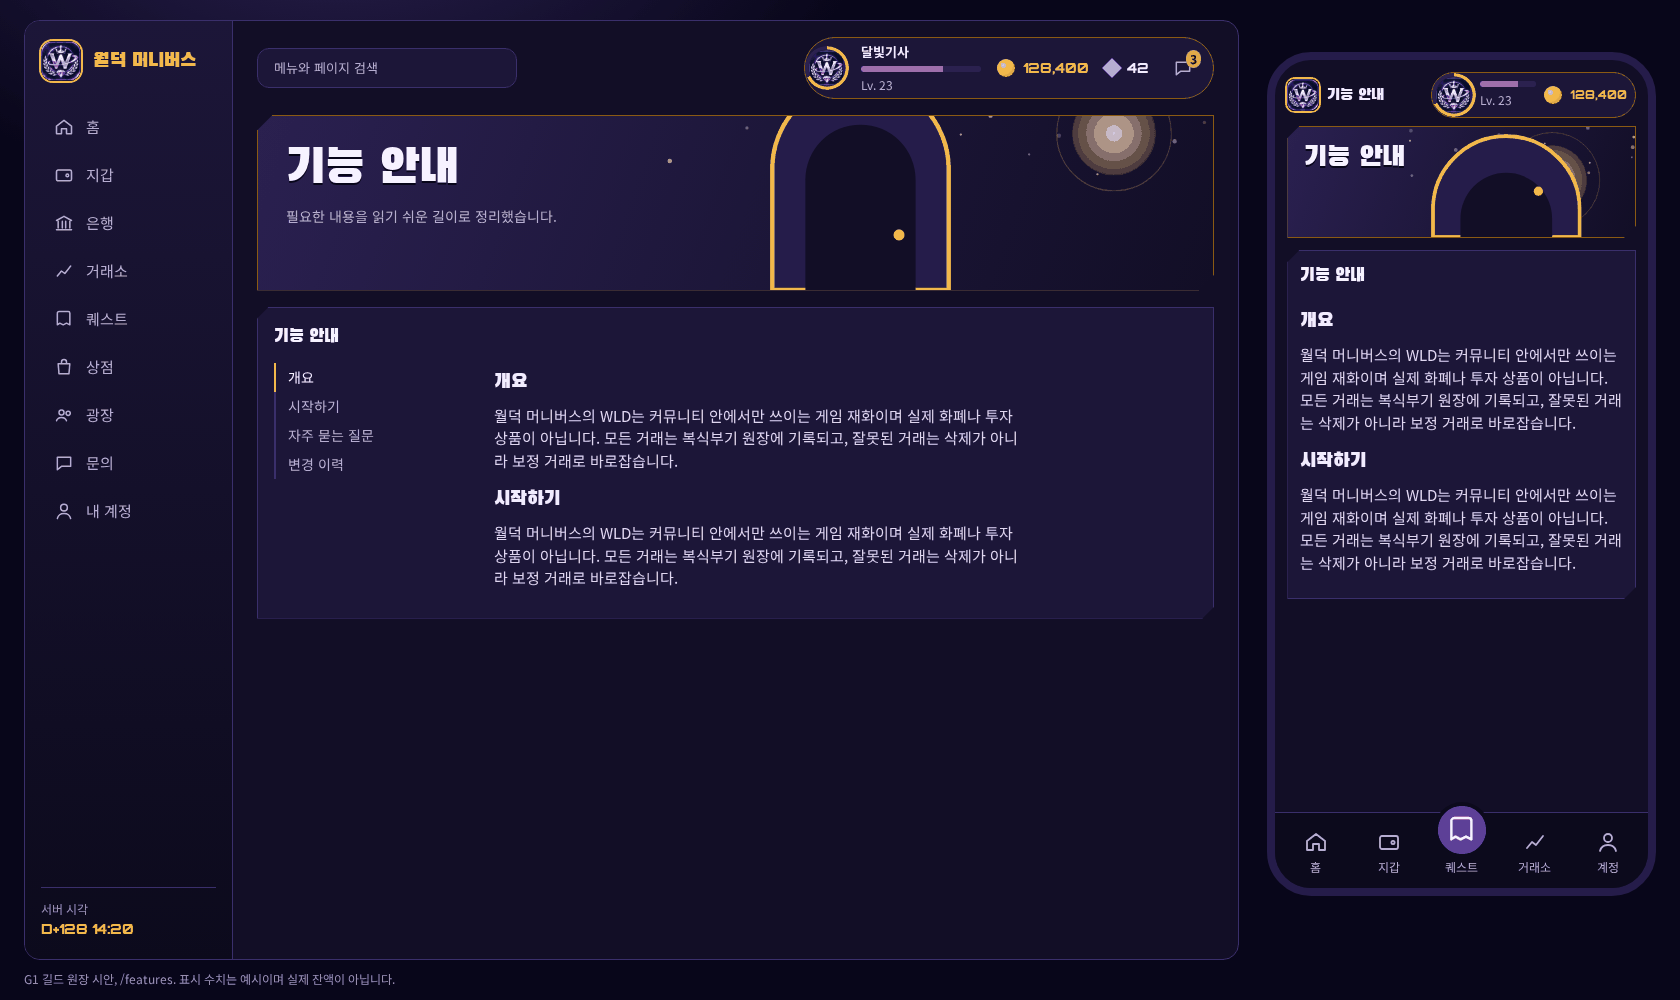 월덕 머니버스
홈
지갑
은행
거래소
퀘스트
상점
광장
문의
내 계정
서버 시각
D+128 14:20
메뉴와 페이지 검색
달빛기사
Lv. 23
128,400
42
3
기능 안내
필요한 내용을 읽기 쉬운 길이로 정리했습니다.
기능 안내
개요
시작하기
자주 묻는 질문
변경 이력
개요
월덕 머니버스의 WLD는 커뮤니티 안에서만 쓰이는 게임 재화이며 실제 화폐나 투자
상품이 아닙니다. 모든 거래는 복식부기 원장에 기록되고, 잘못된 거래는 삭제가 아니
라 보정 거래로 바로잡습니다.
시작하기
월덕 머니버스의 WLD는 커뮤니티 안에서만 쓰이는 게임 재화이며 실제 화폐나 투자
상품이 아닙니다. 모든 거래는 복식부기 원장에 기록되고, 잘못된 거래는 삭제가 아니
라 보정 거래로 바로잡습니다.
기능 안내
Lv. 23
128,400
기능 안내
기능 안내
개요
월덕 머니버스의 WLD는 커뮤니티 안에서만 쓰이는
게임 재화이며 실제 화폐나 투자 상품이 아닙니다.
모든 거래는 복식부기 원장에 기록되고, 잘못된 거래
는 삭제가 아니라 보정 거래로 바로잡습니다.
시작하기
월덕 머니버스의 WLD는 커뮤니티 안에서만 쓰이는
게임 재화이며 실제 화폐나 투자 상품이 아닙니다.
모든 거래는 복식부기 원장에 기록되고, 잘못된 거래
는 삭제가 아니라 보정 거래로 바로잡습니다.
홈
지갑
퀘스트
거래소
계정
G1 길드 원장 시안, /features. 표시 수치는 예시이며 실제 잔액이 아닙니다.